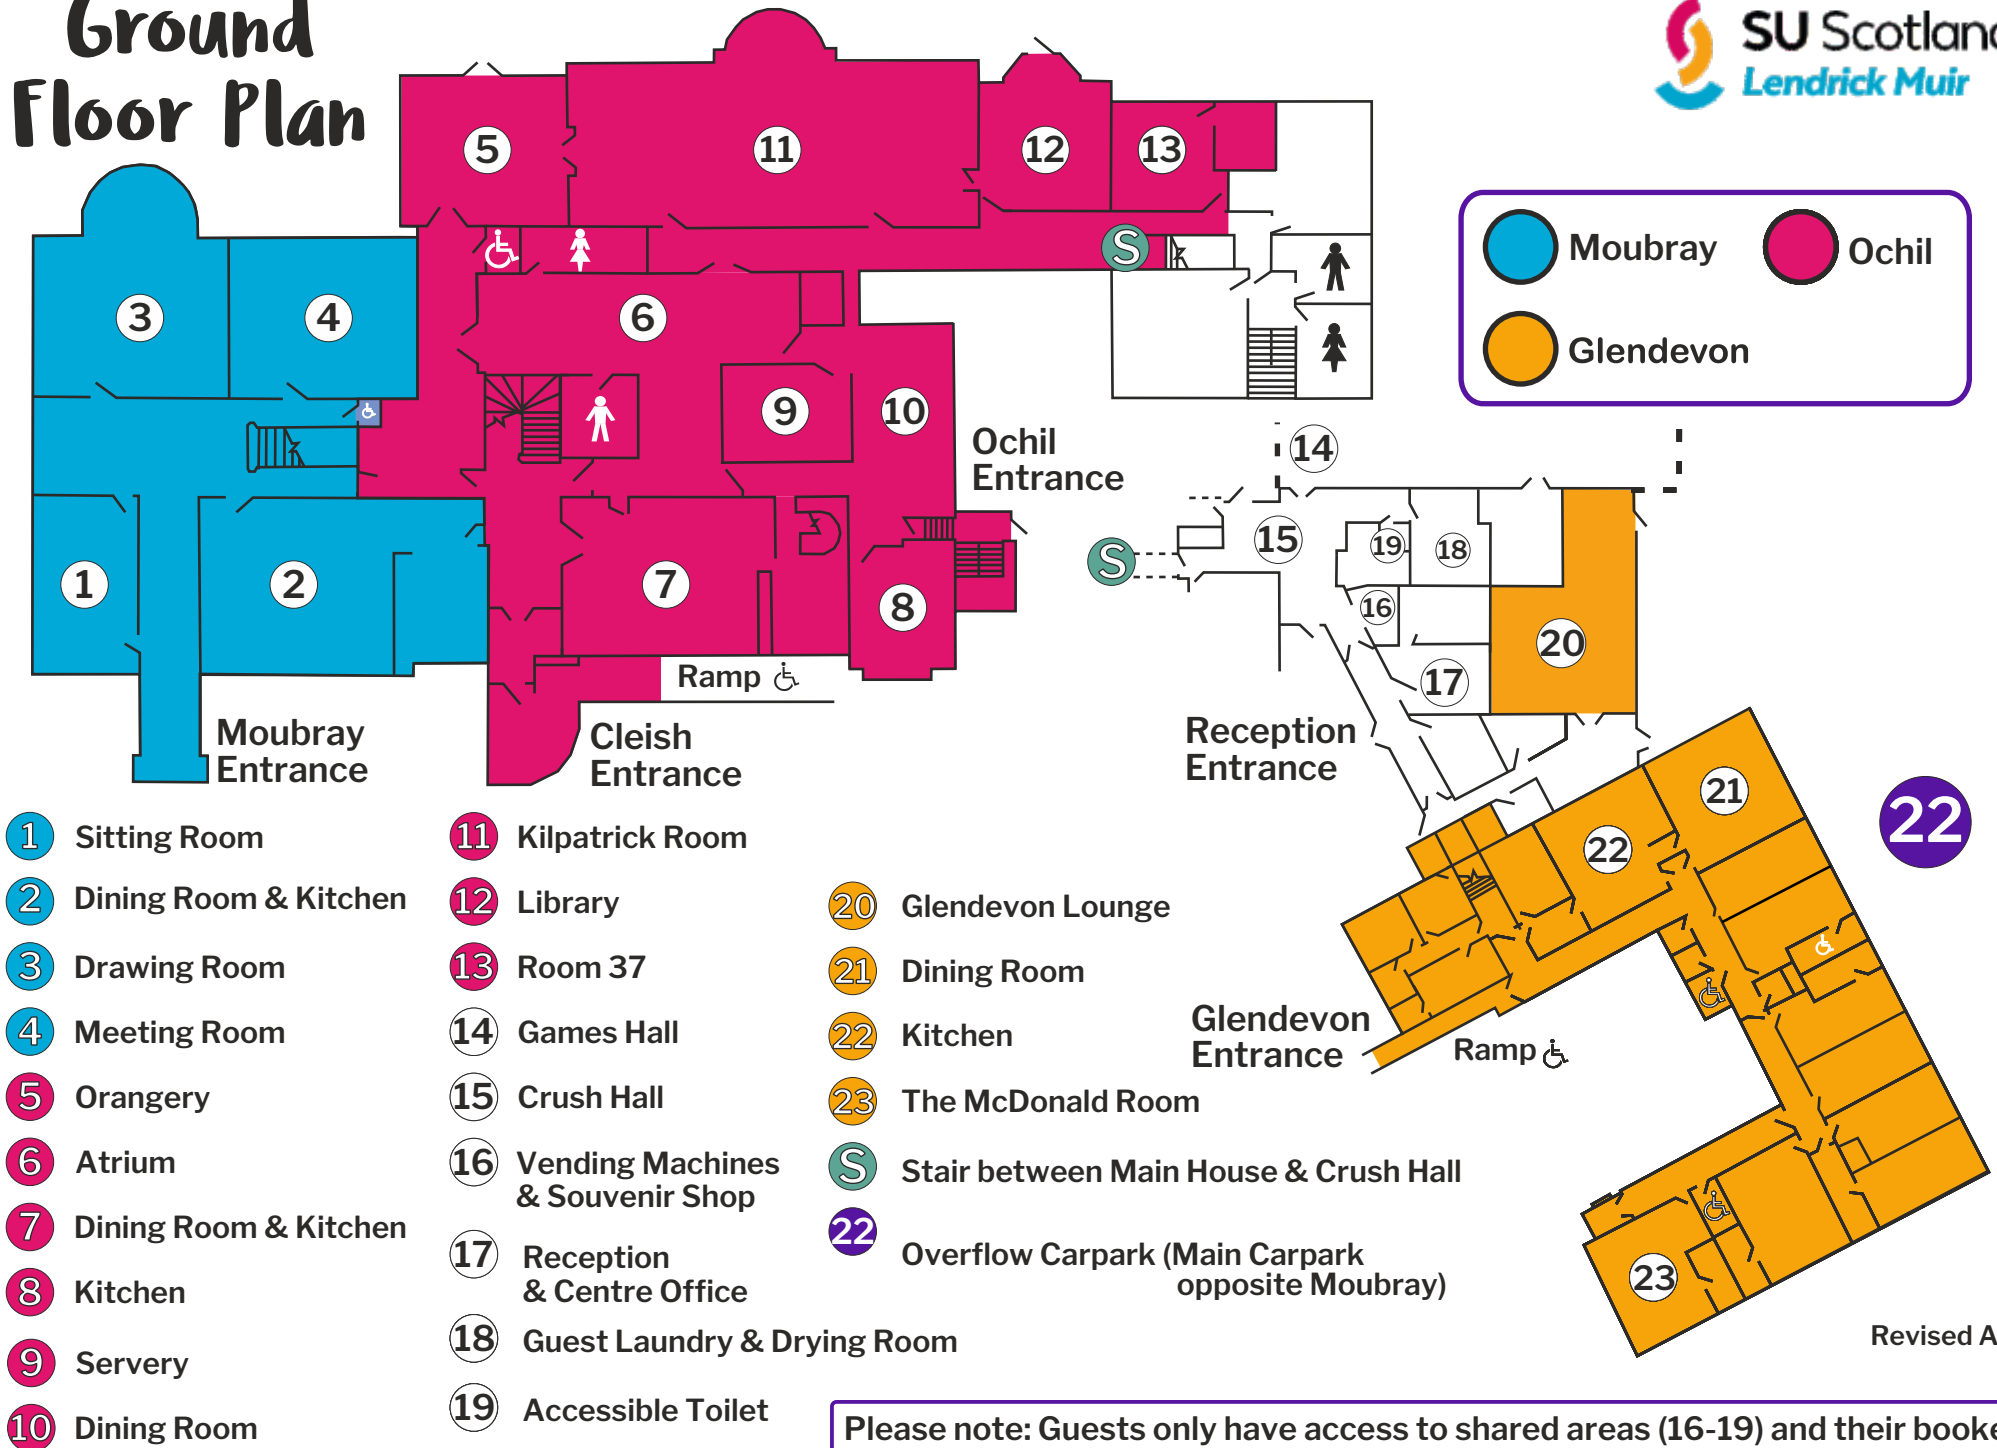 Ground
Floor Plan
SU Scotland
Lendrick Muir
Moubray
Ochil
Glendevon
5
11
12
13
S
3
4
6
9
10
14
Ochil
Entrance
15
19
18
S
16
1
2
7
8
20
17
Ramp
Moubray
Entrance
Cleish
Entrance
Reception
Entrance
21
22
22
Glendevon
Entrance
Ramp
23
1 Sitting Room
2 Dining Room & Kitchen
3 Drawing Room
4 Meeting Room
5 Orangery
6 Atrium
7 Dining Room & Kitchen
8 Kitchen
9 Servery
10 Dining Room
11 Kilpatrick Room
12 Library
13 Room 37
14 Games Hall
15 Crush Hall
16 Vending Machines
& Souvenir Shop
17 Reception
& Centre Office
18 Guest Laundry & Drying Room
19 Accessible Toilet
20 Glendevon Lounge
21 Dining Room
22 Kitchen
23 The McDonald Room
S Stair between Main House & Crush Hall
22 Overflow Carpark (Main Carpark
opposite Moubray)
Revised A
Please note: Guests only have access to shared areas (16-19) and their booke